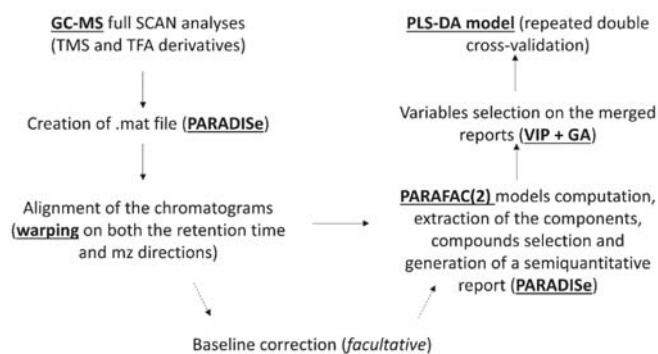 GC-MS full SCAN analyses
(TMS and TFA derivatives)
Creation of .mat file (PARADISe)
Alignment of the chromatograms
(warping on both the retention time
and mz directions)
Baseline correction (facultative)
PARAFAC(2) models computation,
extraction of the components,
compounds selection and
generation of a semiquantitative
report (PARADISe)
Variables selection on the merged
reports (VIP + GA)
PLS-DA model (repeated double
cross-validation)